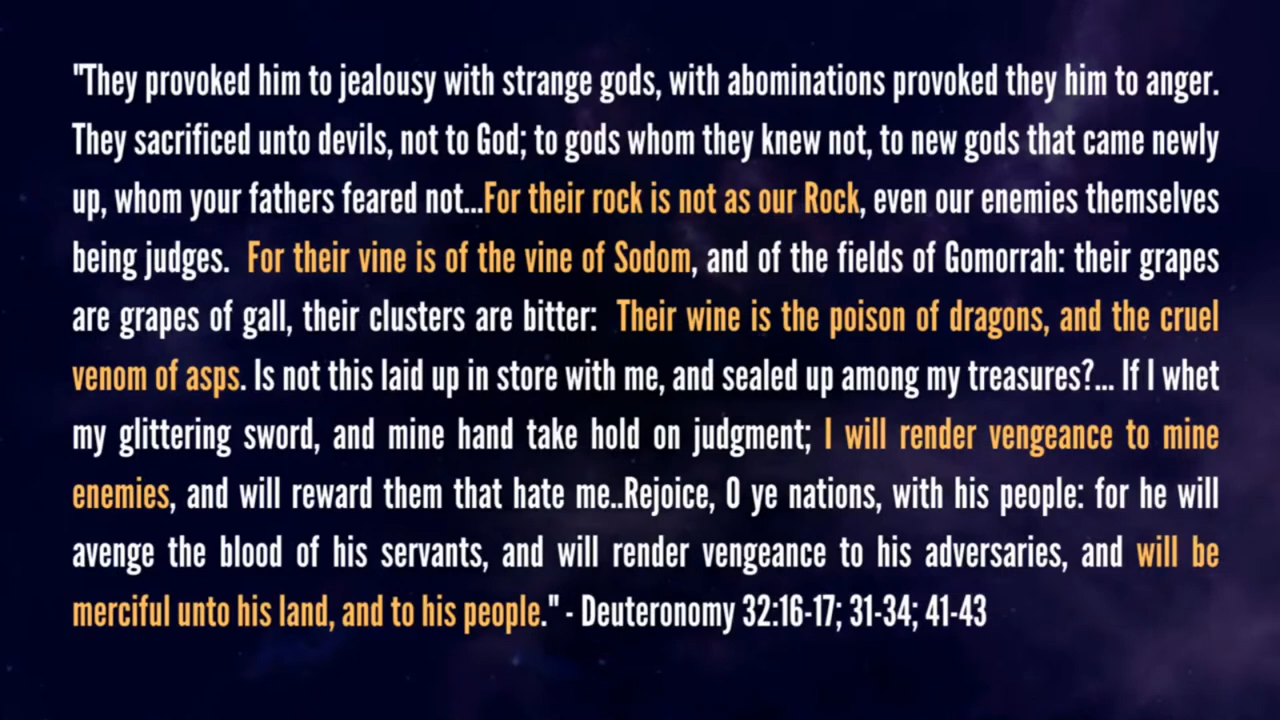 "They provoked him to jealousy with strange gods, with abominations provoked they him to anger.
They sacrificed unto devils, not to God; to gods whom they knew not, to new gods that came newly
up, whom your fathers feared not...For their rock is not as our Rock, even our enemies themselves
being judges.  For their vine is of the vine of Sodom, and of the fields of Gomorrah: their grapes
are grapes of gall, their clusters are bitter:  Their wine is the poison of dragons, and the cruel
venom of asps. Is not this laid up in store with me, and sealed up among my treasures?... If I whet
my glittering sword, and mine hand take hold on judgment; I will render vengeance to mine
enemies, and will reward them that hate me..Rejoice, O ye nations, with his people: for he will
avenge the blood of his servants, and will render vengeance to his adversaries, and will be
merciful unto his land, and to his people." - Deuteronomy 32:16-17; 31-34; 41-43